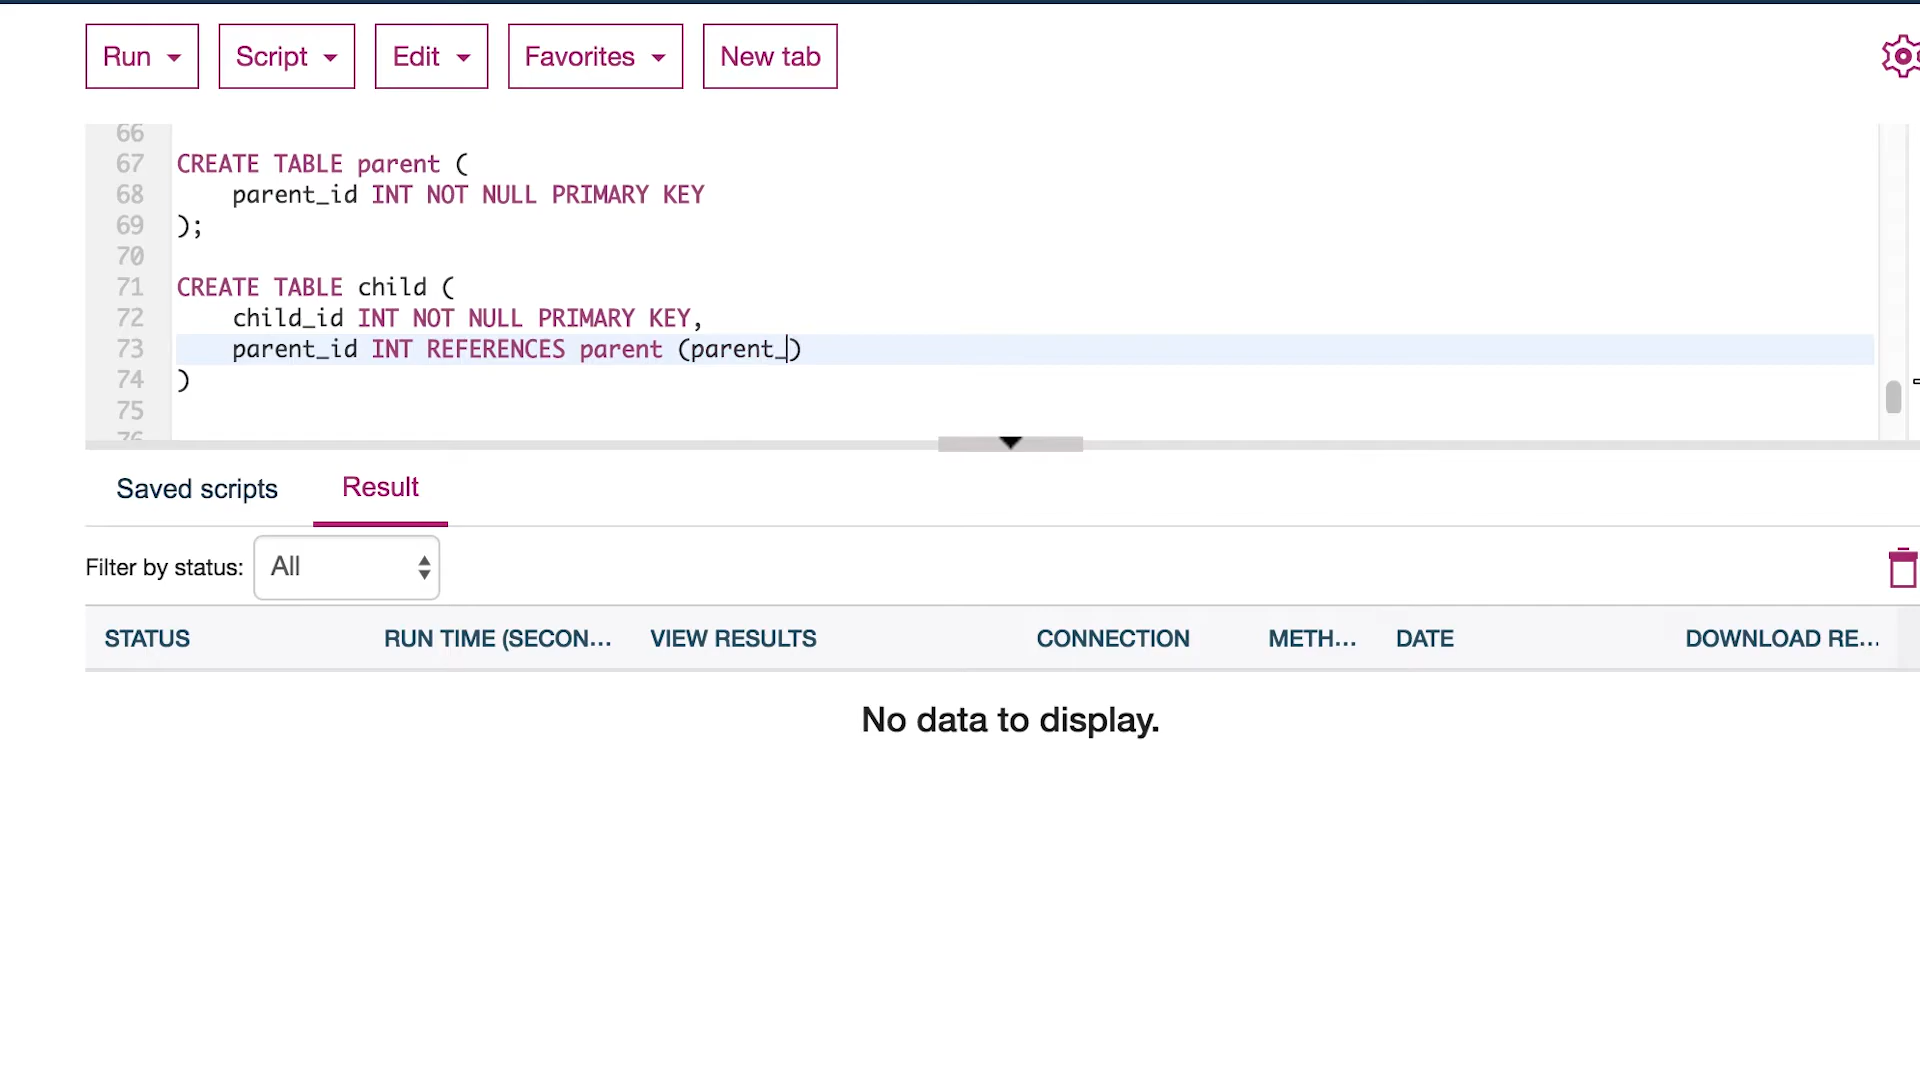 Run Script Edit Favorites New tab
66
67 CREATE TABLE parent (
68 parent_id INT NOT NULL PRIMARY KEY
69 );
70
71 CREATE TABLE child (
72 child_id INT NOT NULL PRIMARY KEY,
73 parent_id INT REFERENCES parent (parent_)
74 )
75
76
Saved scripts Result
Filter by status: All
STATUS RUN TIME (SECON... VIEW RESULTS CONNECTION METH... DATE DOWNLOAD RE...
No data to display.